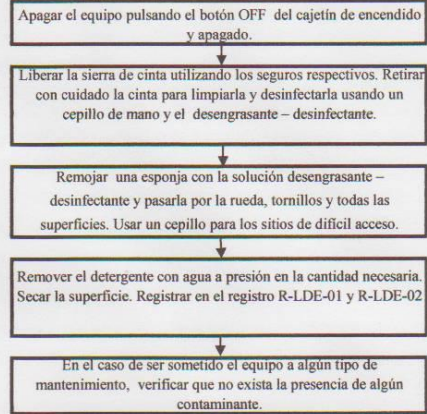 Apagar el equipo pulsando el botón OFF del cajetín de encendido
y apagado.
Liberar la sierra de cinta utilizando los seguros respectivos. Retirar
con cuidado la cinta para limpiarla y desinfectarla usando un
cepillo de mano y el desengrasante – desinfectante.
Remojar una esponja con la solución desengrasante –
desinfectante y pasarla por la rueda, tornillos y todas las
superficies. Usar un cepillo para los sitios de difícil acceso.
Remover el detergente con agua a presión en la cantidad necesaria.
Secar la superficie. Registrar en el registro R-LDE-01 y R-LDE-02
En el caso de ser sometido el equipo a algún tipo de
mantenimiento, verificar que no exista la presencia de algún
contaminante.